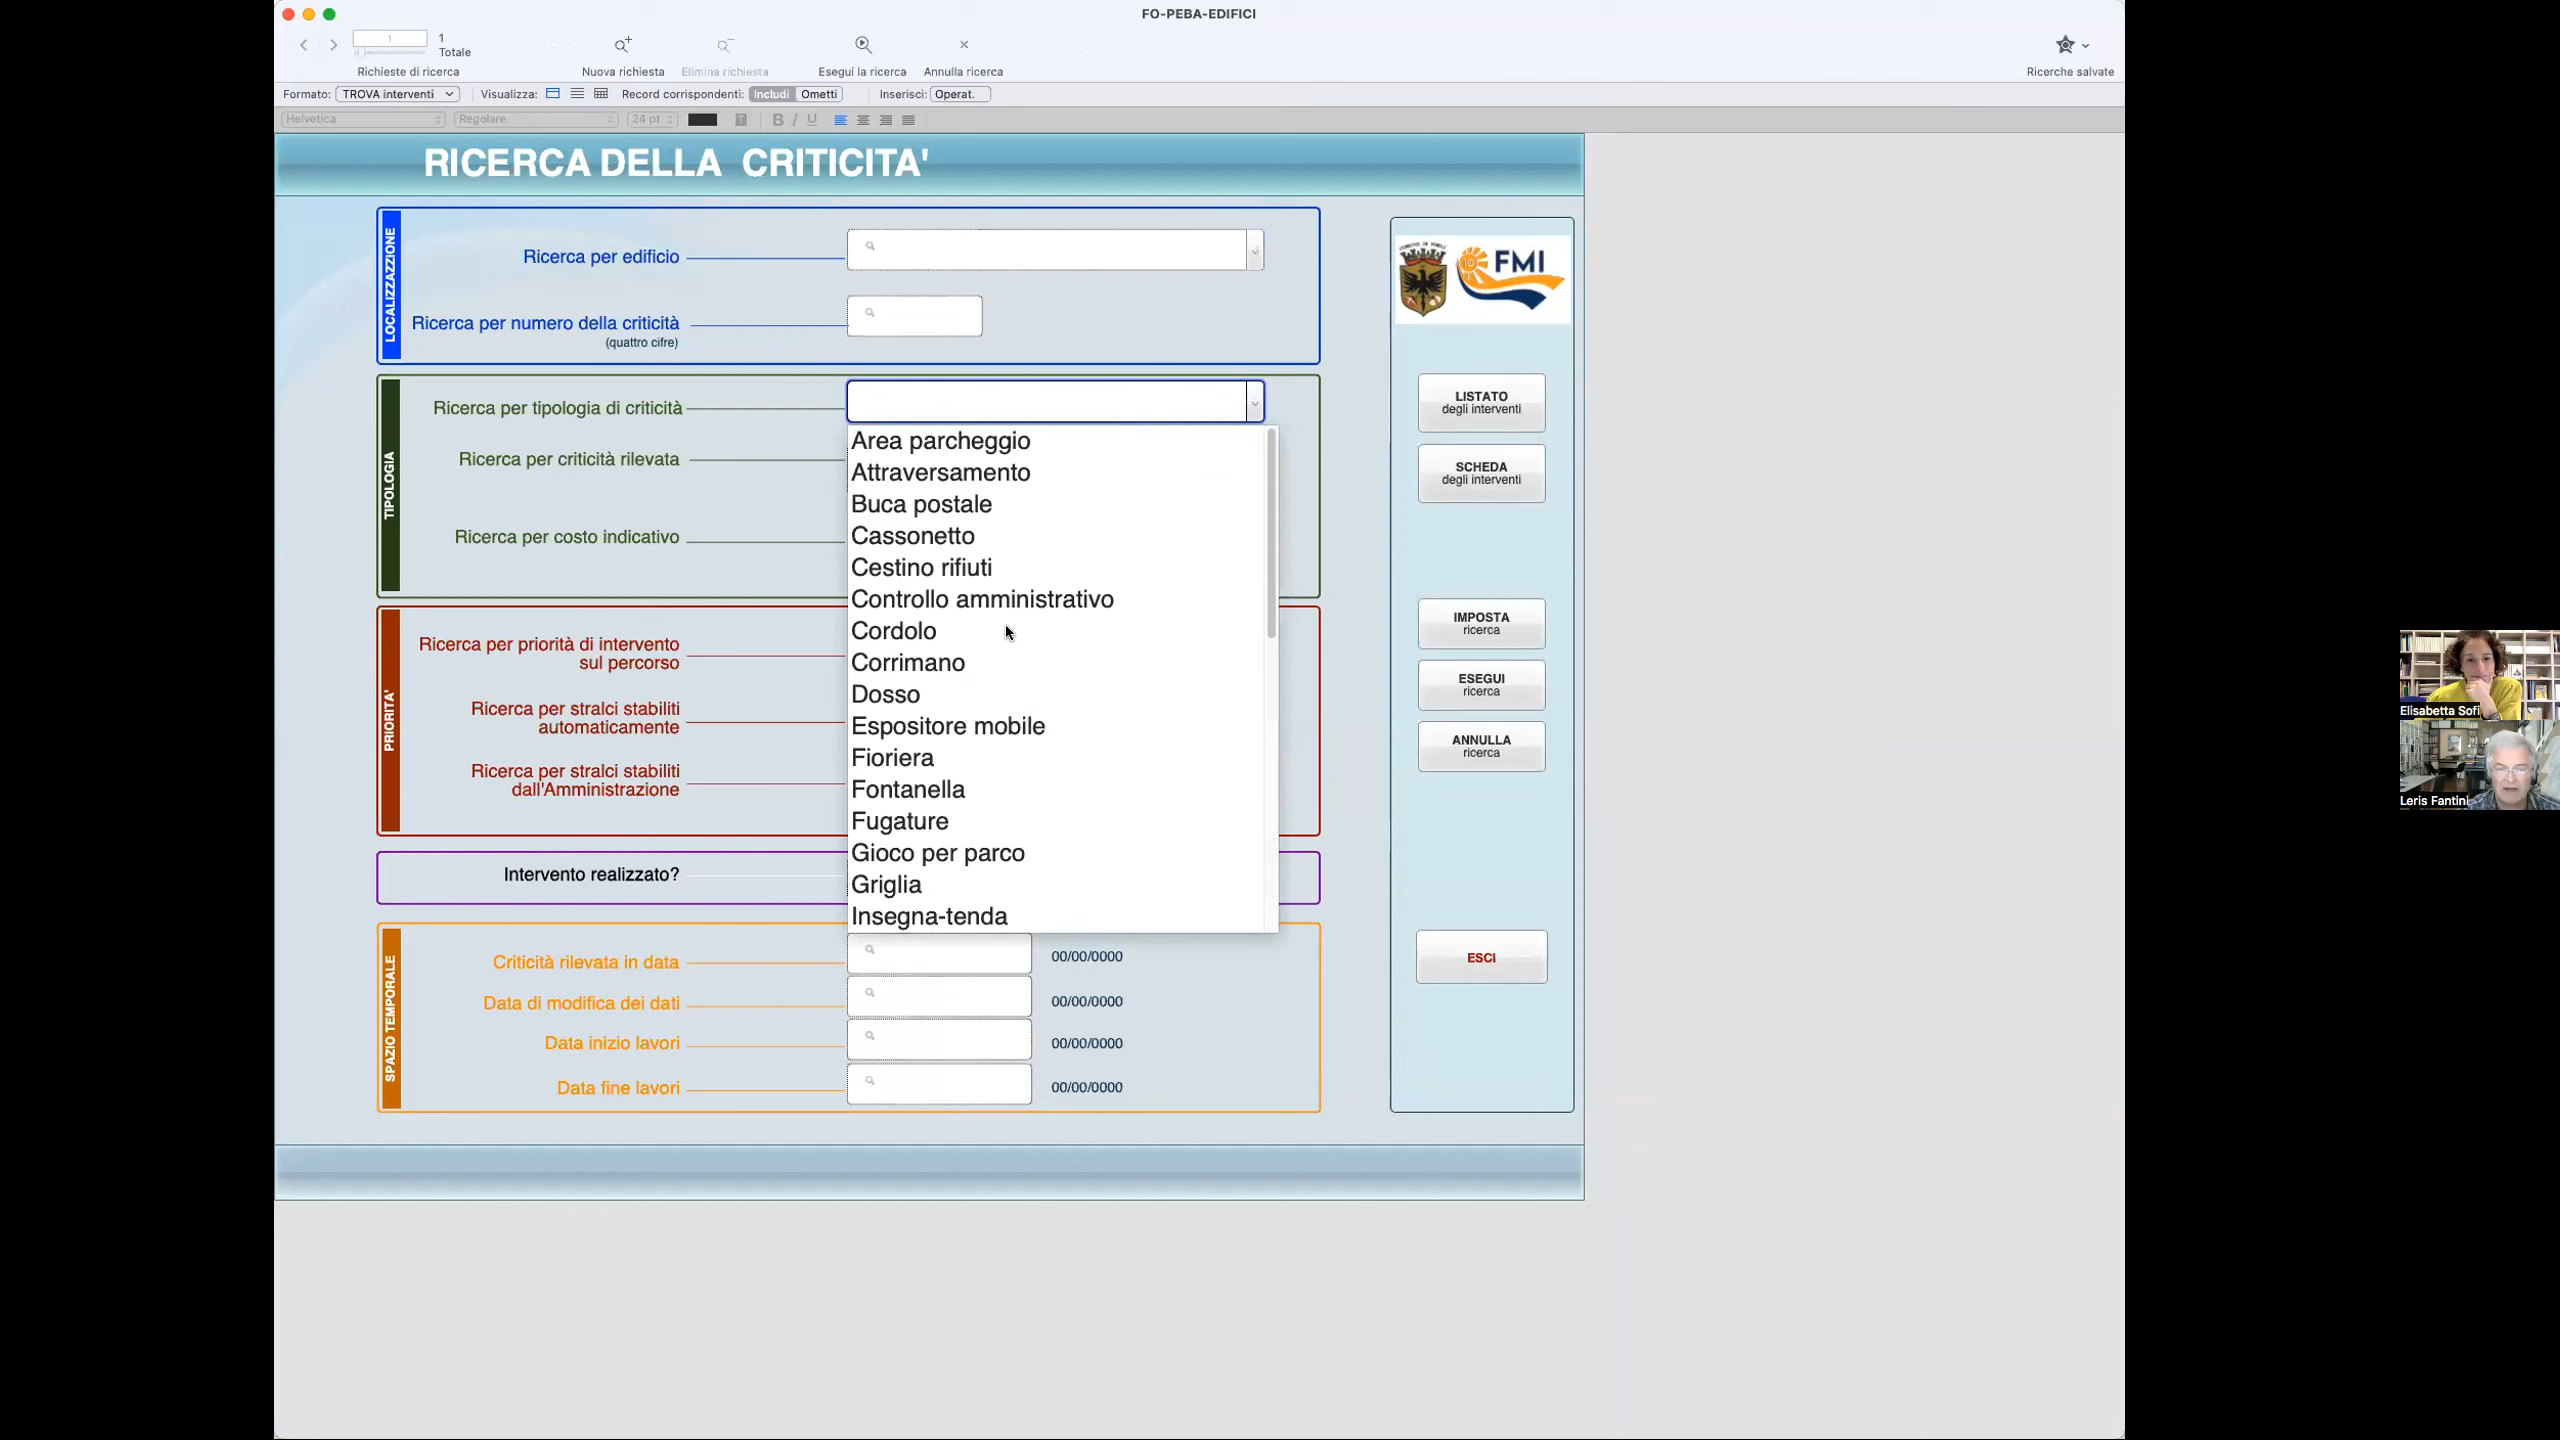 FO-PEBA-EDIFICI
1
1
Totale
Richieste di ricerca
Nuova richiesta
Elimina richiesta
Esegui la ricerca
Annulla ricerca
Ricerche salvate
Formato: TROVA interventi
Visualizza:
Record corrispondenti: Includi Ometti
Inserisci: Operat.
Helvetica
Regolare
24 pt
B I U
RICERCA DELLA CRITICITA'
LOCALIZZAZZIONE
Ricerca per edificio
Ricerca per numero della criticità
(quattro cifre)
TIPOLOGIA
Ricerca per tipologia di criticità
Ricerca per criticità rilevata
Ricerca per costo indicativo
Area parcheggio
Attraversamento
Buca postale
Cassonetto
Cestino rifiuti
Controllo amministrativo
Cordolo
Corrimano
Dosso
Espositore mobile
Fioriera
Fontanella
Fugature
Gioco per parco
Griglia
Insegna-tenda
PRIORITA'
Ricerca per priorità di intervento
sul percorso
Ricerca per stralci stabiliti
automaticamente
Ricerca per stralci stabiliti
dall'Amministrazione
Intervento realizzato?
SPAZIO TEMPORALE
Criticità rilevata in data
00/00/0000
Data di modifica dei dati
00/00/0000
Data inizio lavori
00/00/0000
Data fine lavori
00/00/0000
FMI
LISTATO
degli interventi
SCHEDA
degli interventi
IMPOSTA
ricerca
ESEGUI
ricerca
ANNULLA
ricerca
ESCI
Elisabetta Sofi
Leris Fantini